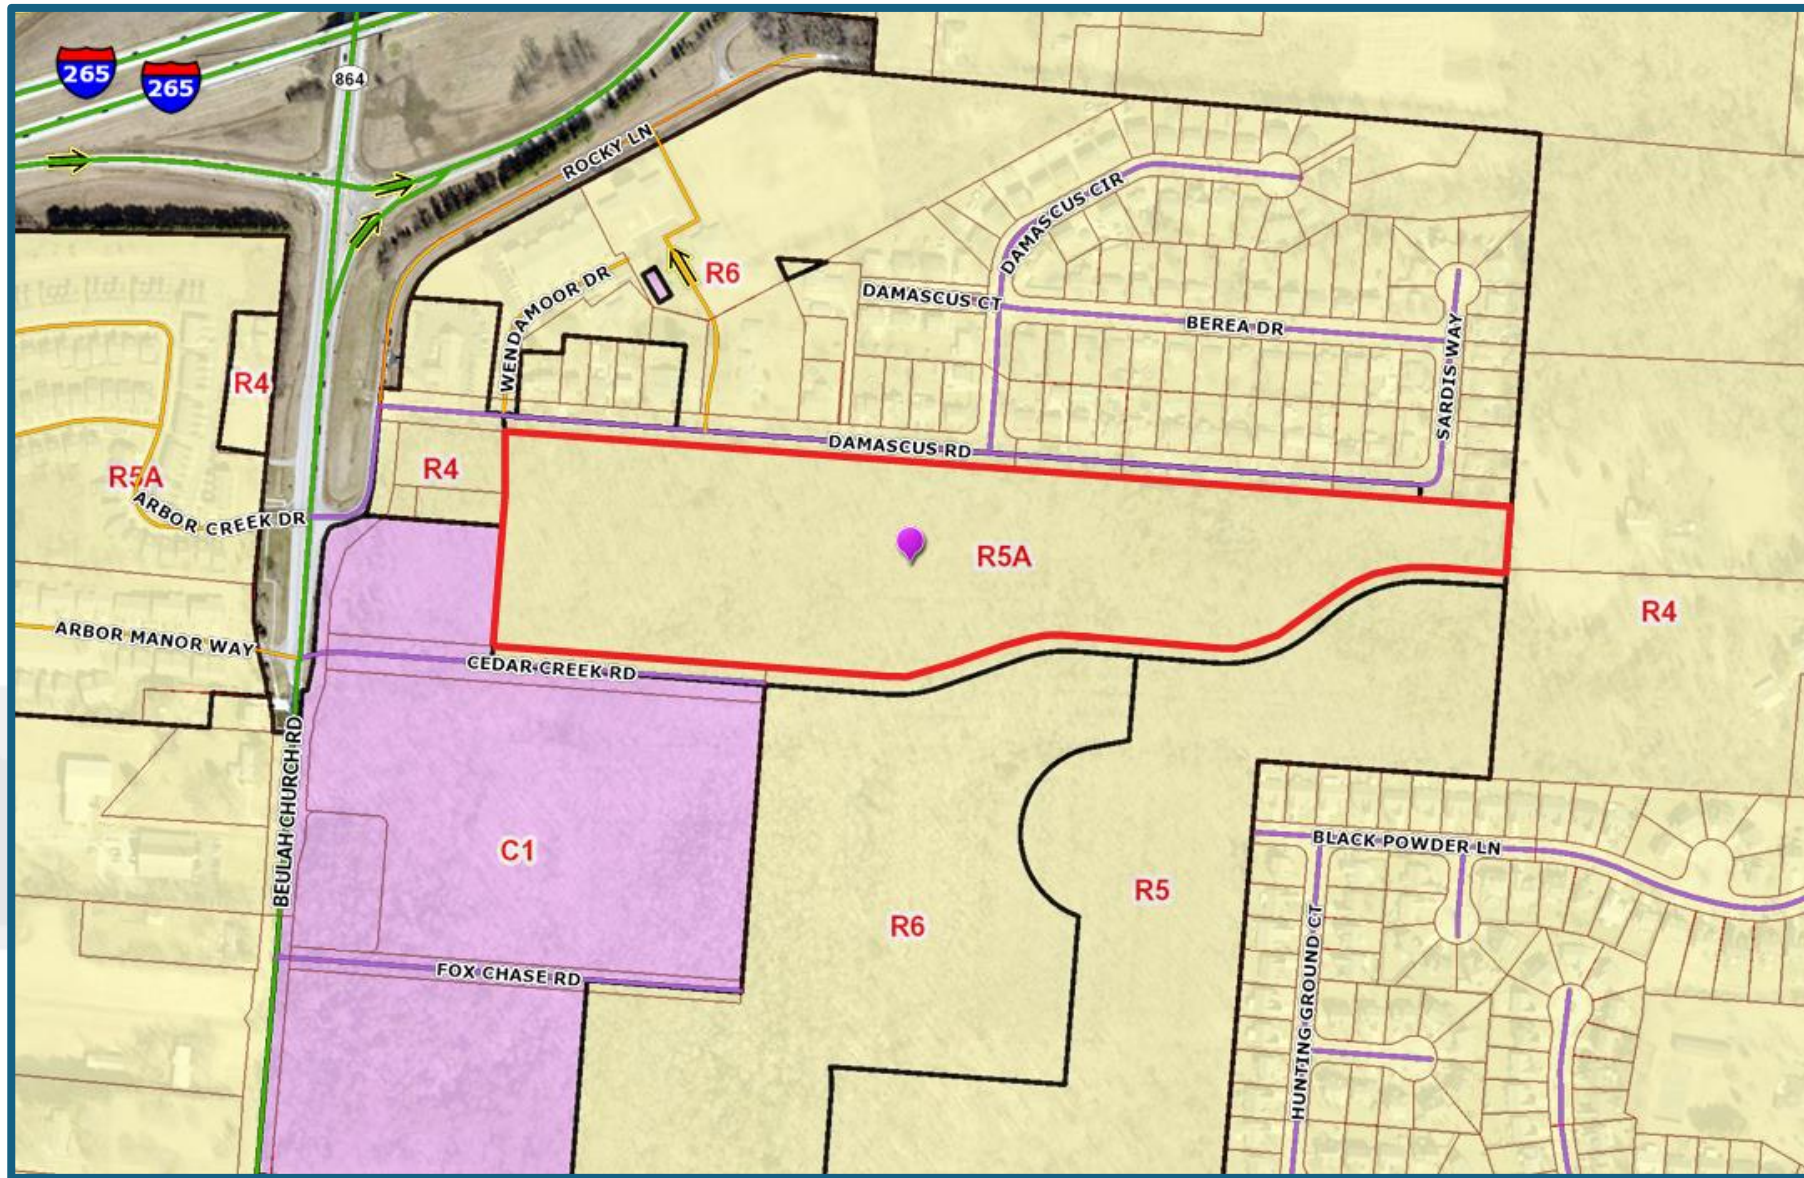 265
265
864
ROCKY LN
DAMASCUS CIR
R6
WENDAMOOR DR
DAMASCUS CT
BEREA DR
SARDIS WAY
R4
DAMASCUS RD
R4
R5A
ARBOR CREEK DR
R5A
R4
ARBOR MANOR WAY
CEDAR CREEK RD
BEULAH CHURCH RD
C1
BLACK POWDER LN
R5
R6
HUNTING GROUND CT
FOX CHASE RD